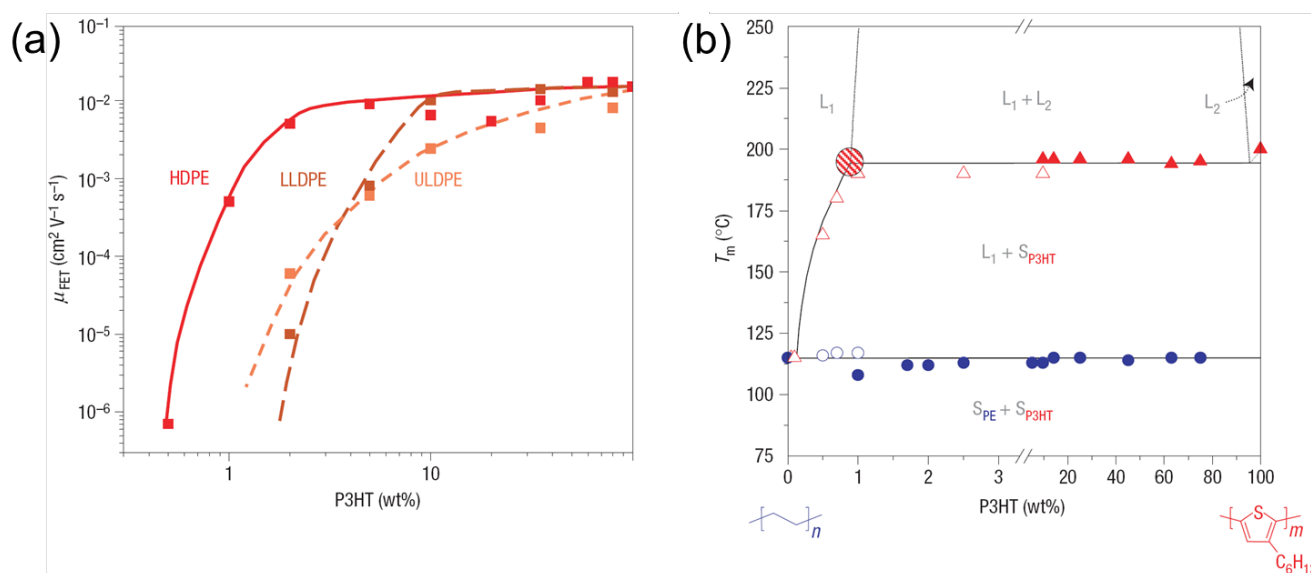 (a)
10⁻¹
10⁻²
10⁻³
10⁻⁴
10⁻⁵
10⁻⁶
μFET (cm² V⁻¹ s⁻¹)
HDPE
LLDPE
ULDPE
1
10
P3HT (wt%)
(b)
250
225
200
175
150
125
100
75
Tm (°C)
L₁
L₁ + L₂
L₂
L₁ + SP3HT
SPE + SP3HT
0
1
2
3
20
40
60
80
100
P3HT (wt%)
n
S
m
C₆H₁